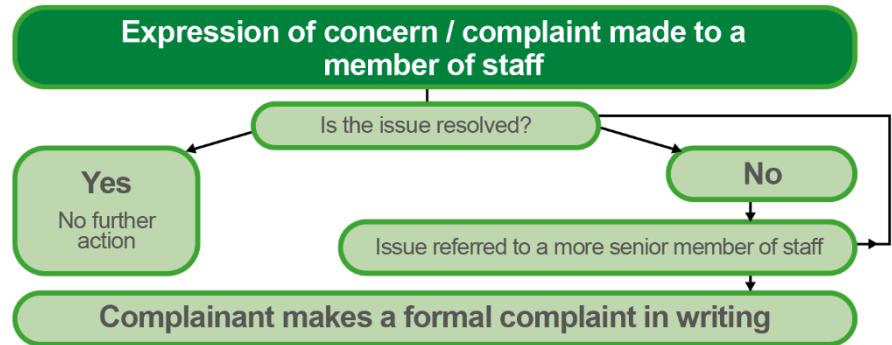 Expression of concern / complaint made to a
member of staff
Is the issue resolved?
Yes
No further
action
No
Issue referred to a more senior member of staff
Complainant makes a formal complaint in writing